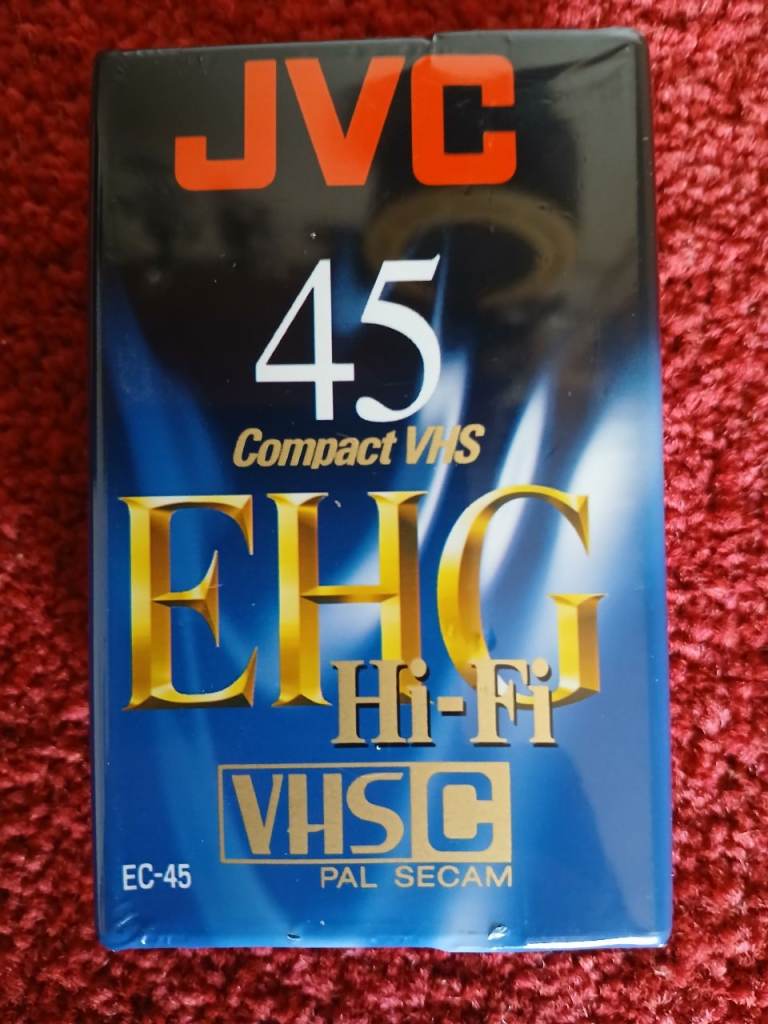 JVC
45
Compact VHS
EHG
Hi-Fi
VHS C
PAL SECAM
EC-45